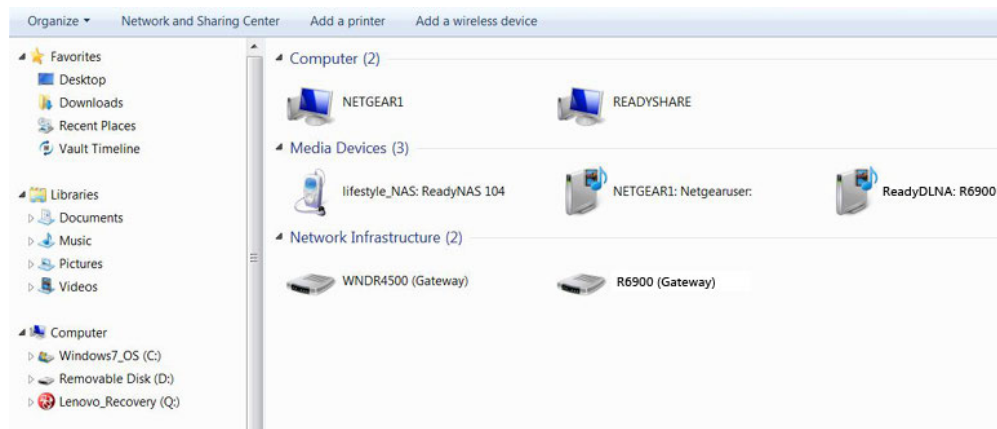 Organize Network and Sharing Center Add a printer Add a wireless device
Favorites
Desktop
Downloads
Recent Places
Vault Timeline
Libraries
Documents
Music
Pictures
Videos
Computer
Windows7_OS (C:)
Removable Disk (D:)
Lenovo_Recovery (Q:)
Computer (2)
NETGEAR1 READYSHARE
Media Devices (3)
lifestyle_NAS: ReadyNAS 104 NETGEAR1: Netgearuser: ReadyDLNA: R6900
Network Infrastructure (2)
WNDR4500 (Gateway) R6900 (Gateway)